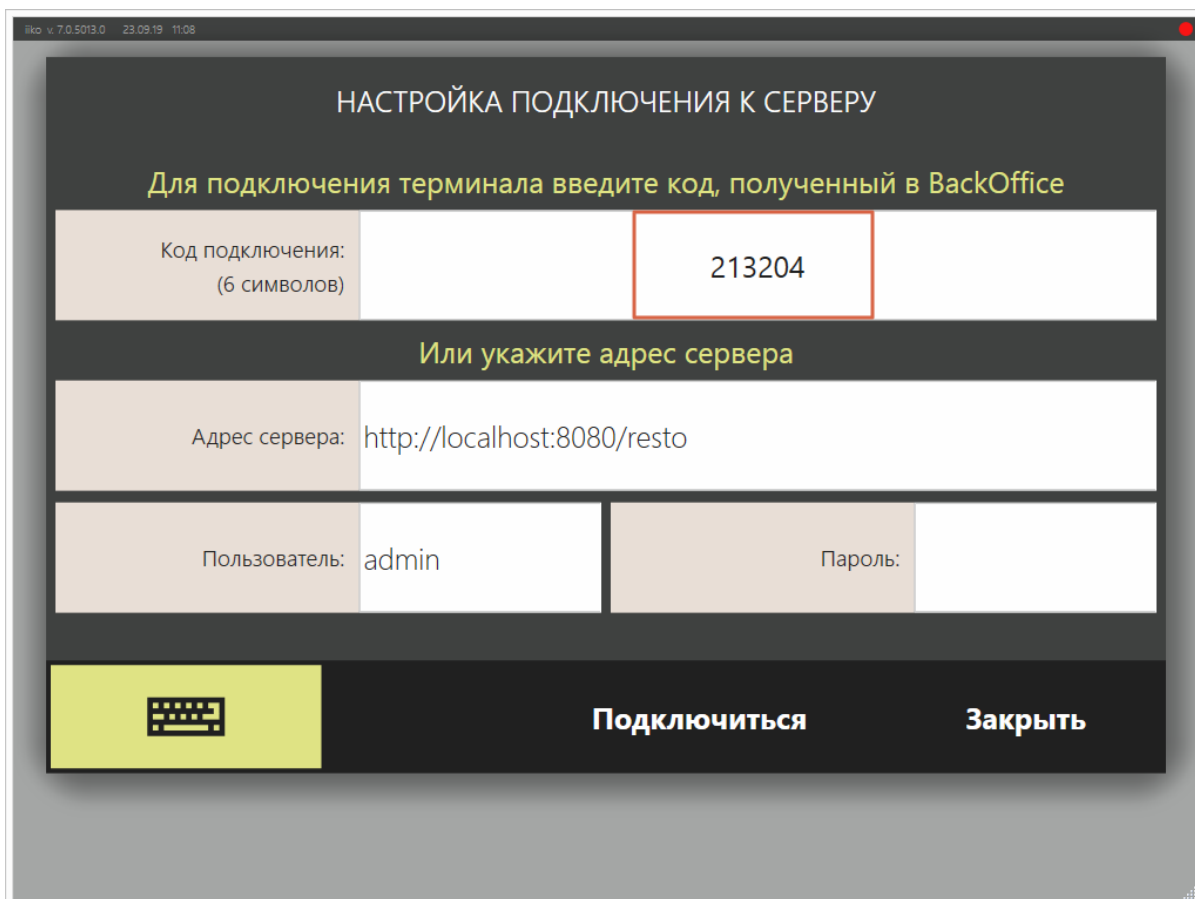 iiko v. 7.0.5013.0 23.09.19 11:08
НАСТРОЙКА ПОДКЛЮЧЕНИЯ К СЕРВЕРУ
Для подключения терминала введите код, полученный в BackOffice
Код подключения:
(6 символов)
213204
Или укажите адрес сервера
Адрес сервера: http://localhost:8080/resto
Пользователь: admin Пароль:
Подключиться Закрыть